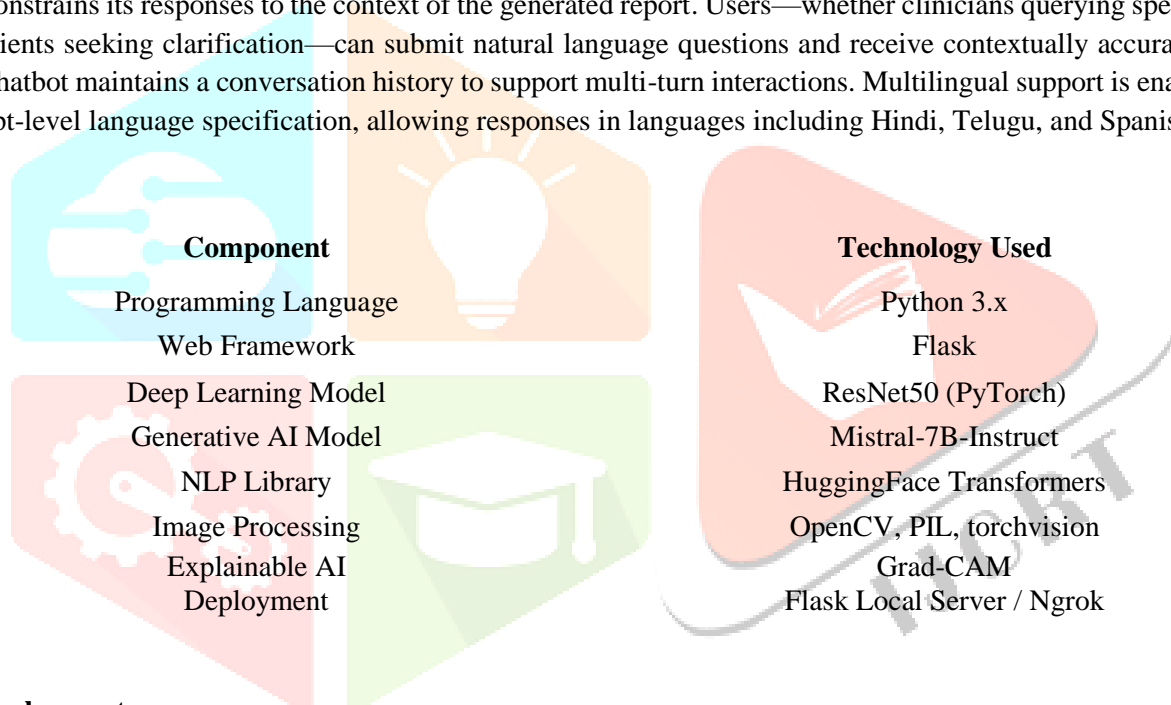 onstrains its responses to the context of the generated report. Users—whether clinicians querying spe
ients seeking clarification—can submit natural language questions and receive contextually accura
hatbot maintains a conversation history to support multi-turn interactions. Multilingual support is ena
pt-level language specification, allowing responses in languages including Hindi, Telugu, and Spanis
Component Technology Used
Programming Language Python 3.x
Web Framework Flask
Deep Learning Model ResNet50 (PyTorch)
Generative AI Model Mistral-7B-Instruct
NLP Library HuggingFace Transformers
Image Processing OpenCV, PIL, torchvision
Explainable AI Grad-CAM
Deployment Flask Local Server / Ngrok
IJCRT